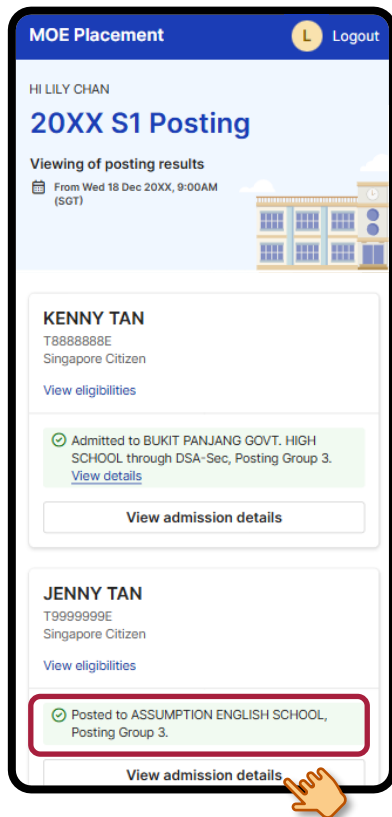 MOE Placement
L Logout
HI LILY CHAN
20XX S1 Posting
Viewing of posting results
From Wed 18 Dec 20XX, 9:00AM
(SGT)
KENNY TAN
T8888888E
Singapore Citizen
View eligibilities
Admitted to BUKIT PANJANG GOVT. HIGH
SCHOOL through DSA-Sec, Posting Group 3.
View details
View admission details
JENNY TAN
T9999999E
Singapore Citizen
View eligibilities
Posted to ASSUMPTION ENGLISH SCHOOL,
Posting Group 3.
View admission details